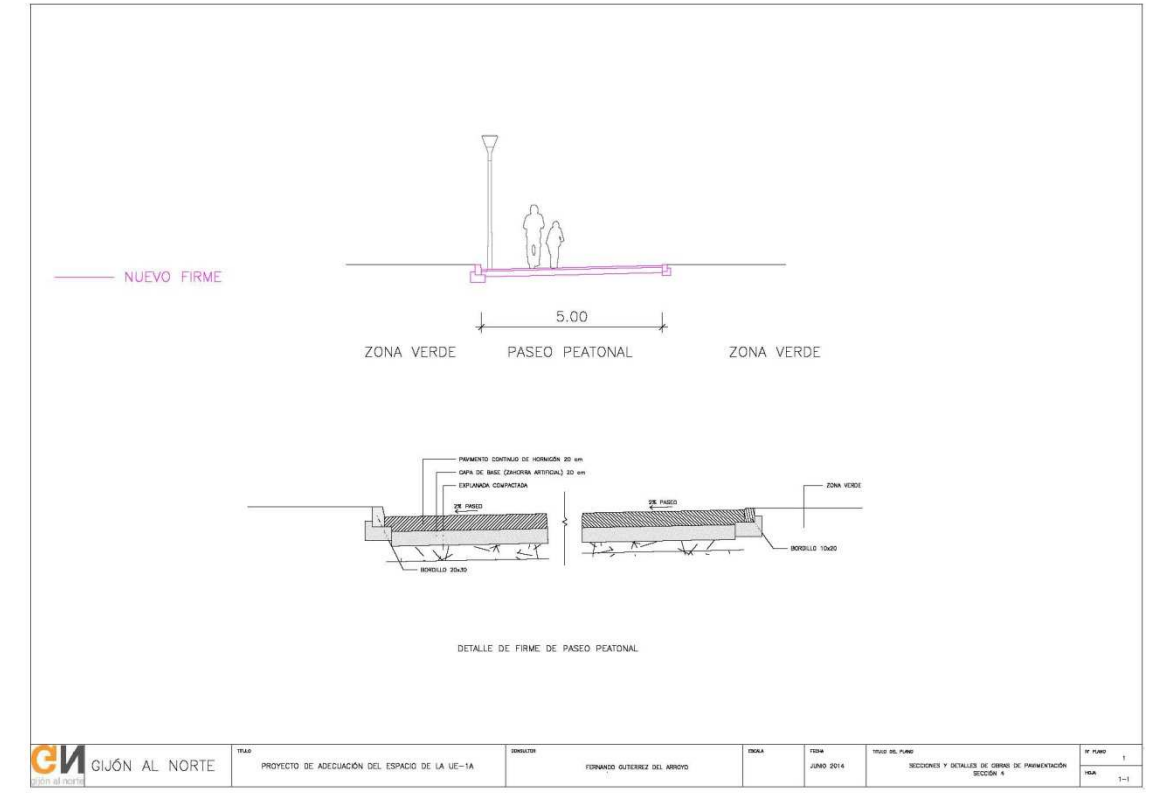 NUEVO FIRME
5.00
ZONA VERDE PASEO PEATONAL ZONA VERDE
PAVIMENTO CONTINUO DE HORMIGÓN 20 cm
CAPA DE BASE (ZAHORRA ARTIFICIAL) 20 cm
EXPLANADA COMPACTADA
2% PASEO
2% PASEO
ZONA VERDE
BORDILLO 10x20
BORDILLO 20x30
DETALLE DE FIRME DE PASEO PEATONAL
GIJÓN AL NORTE
gijón al norte
TITULO
PROYECTO DE ADECUACIÓN DEL ESPACIO DE LA UE-1A
CONSULTOR
FERNANDO GUTIERREZ DEL ARROYO
ESCALA
FECHA
JUNIO 2014
TITULO DEL PLANO
SECCIONES Y DETALLES DE OBRAS DE PAVIMENTACIÓN
SECCIÓN 4
Nº PLANO
1
HOJA
1-1